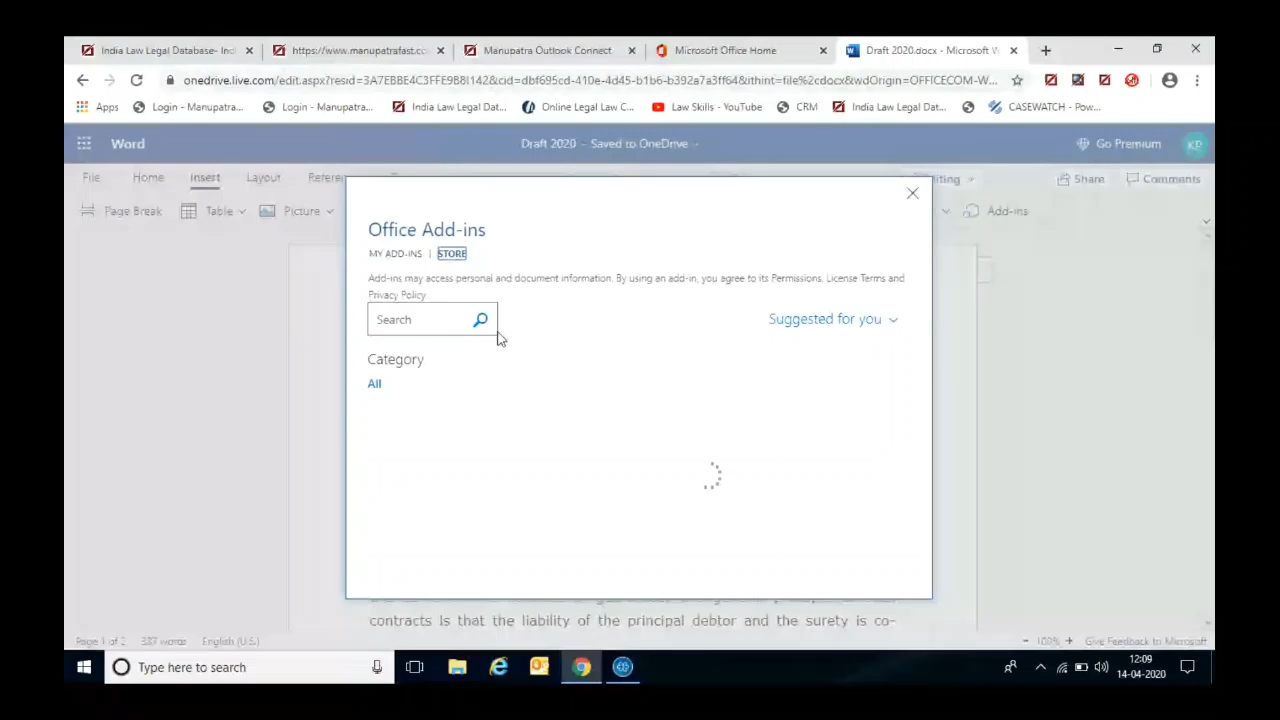 India Law Legal Database- Ind
https://www.manupatrafast.cc
Manupatra Outlook Connect
Microsoft Office Home
Draft 2020.docx - Microsoft W
onedrive.live.com/edit.aspx?resid=3A7EBBE4C3FFE9B8!1142&cid=dbf695cd-410e-4d45-b1b6-b392a7a3ff64&ithint=file%2cdocx&wdOrigin=OFFICECOM-W...
Apps Login - Manupatra... Login - Manupatra... India Law Legal Dat... Online Legal Law C... Law Skills - YouTube CRM India Law Legal Dat... CASEWATCH - Pow...
Word Draft 2020 - Saved to OneDrive Go Premium KP
File Home Insert Layout Share Comments
Page Break Table Picture Add-ins
Office Add-ins
MY ADD-INS | STORE
Add-ins may access personal and document information. By using an add-in, you agree to its Permissions, License Terms and
Privacy Policy.
Search Suggested for you
Category
All
contracts is that the liability of the principal debtor and the surety is co-
Page 1 of 2 387 words English (U.S.) 100% Give Feedback to Microsoft
Type here to search
12:09
14-04-2020